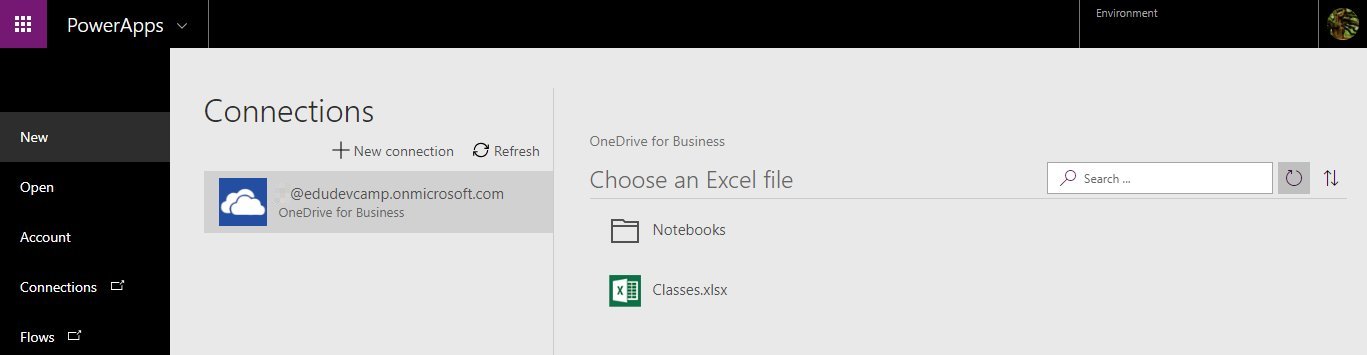 PowerApps
Environment
New
Open
Account
Connections
Flows
Connections
New connection Refresh
@edudevcamp.onmicrosoft.com
OneDrive for Business
OneDrive for Business
Choose an Excel file
Search ...
Notebooks
Classes.xlsx